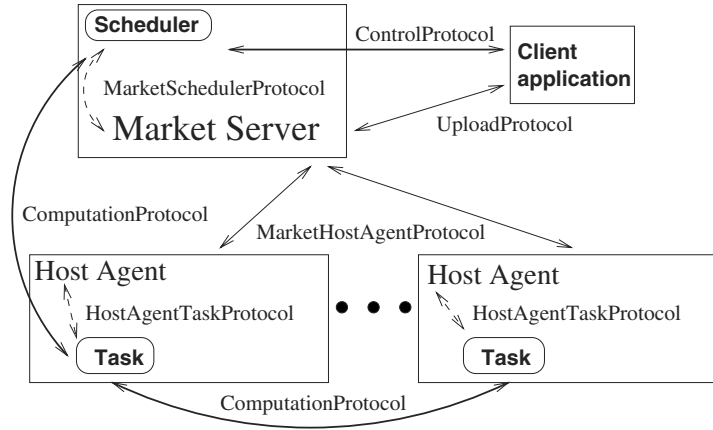 Scheduler
ControlProtocol
Client
application
MarketSchedulerProtocol
Market Server
UploadProtocol
ComputationProtocol
MarketHostAgentProtocol
Host Agent
HostAgentTaskProtocol
Task
Host Agent
HostAgentTaskProtocol
Task
ComputationProtocol